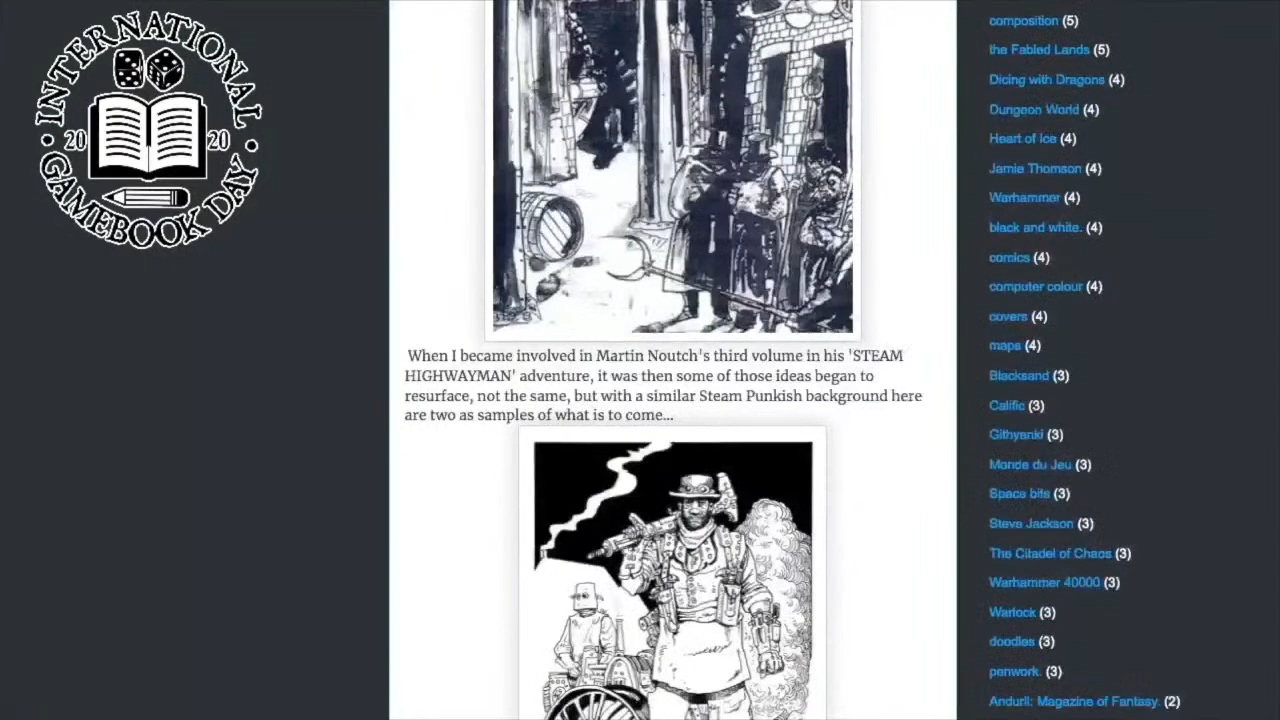 INTERNATIONAL
20 20
GAMEBOOK DAY
When I became involved in Martin Noutch's third volume in his 'STEAM
HIGHWAYMAN' adventure, it was then some of those ideas began to
resurface, not the same, but with a similar Steam Punkish background here
are two as samples of what is to come...
composition (5)
the Fabled Lands (5)
Dicing with Dragons (4)
Dungeon World (4)
Heart of Ice (4)
Jamie Thomson (4)
Warhammer (4)
black and white. (4)
comics (4)
computer colour (4)
covers (4)
maps (4)
Blacksand (3)
Calific (3)
Githyanki (3)
Monde du Jeu (3)
Space bits (3)
Steve Jackson (3)
The Citadel of Chaos (3)
Warhammer 40000 (3)
Warlock (3)
doodles (3)
penwork. (3)
Anduril: Magazine of Fantasy. (2)